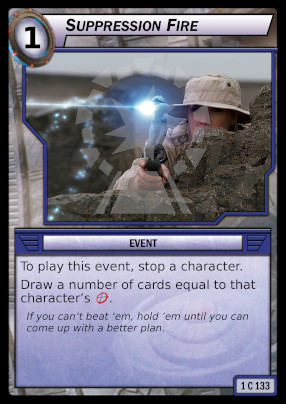 1
SUPPRESSION FIRE
EVENT
To play this event, stop a character.
Draw a number of cards equal to that
character's .
If you can't beat 'em, hold 'em until you can
come up with a better plan.
1 C 133